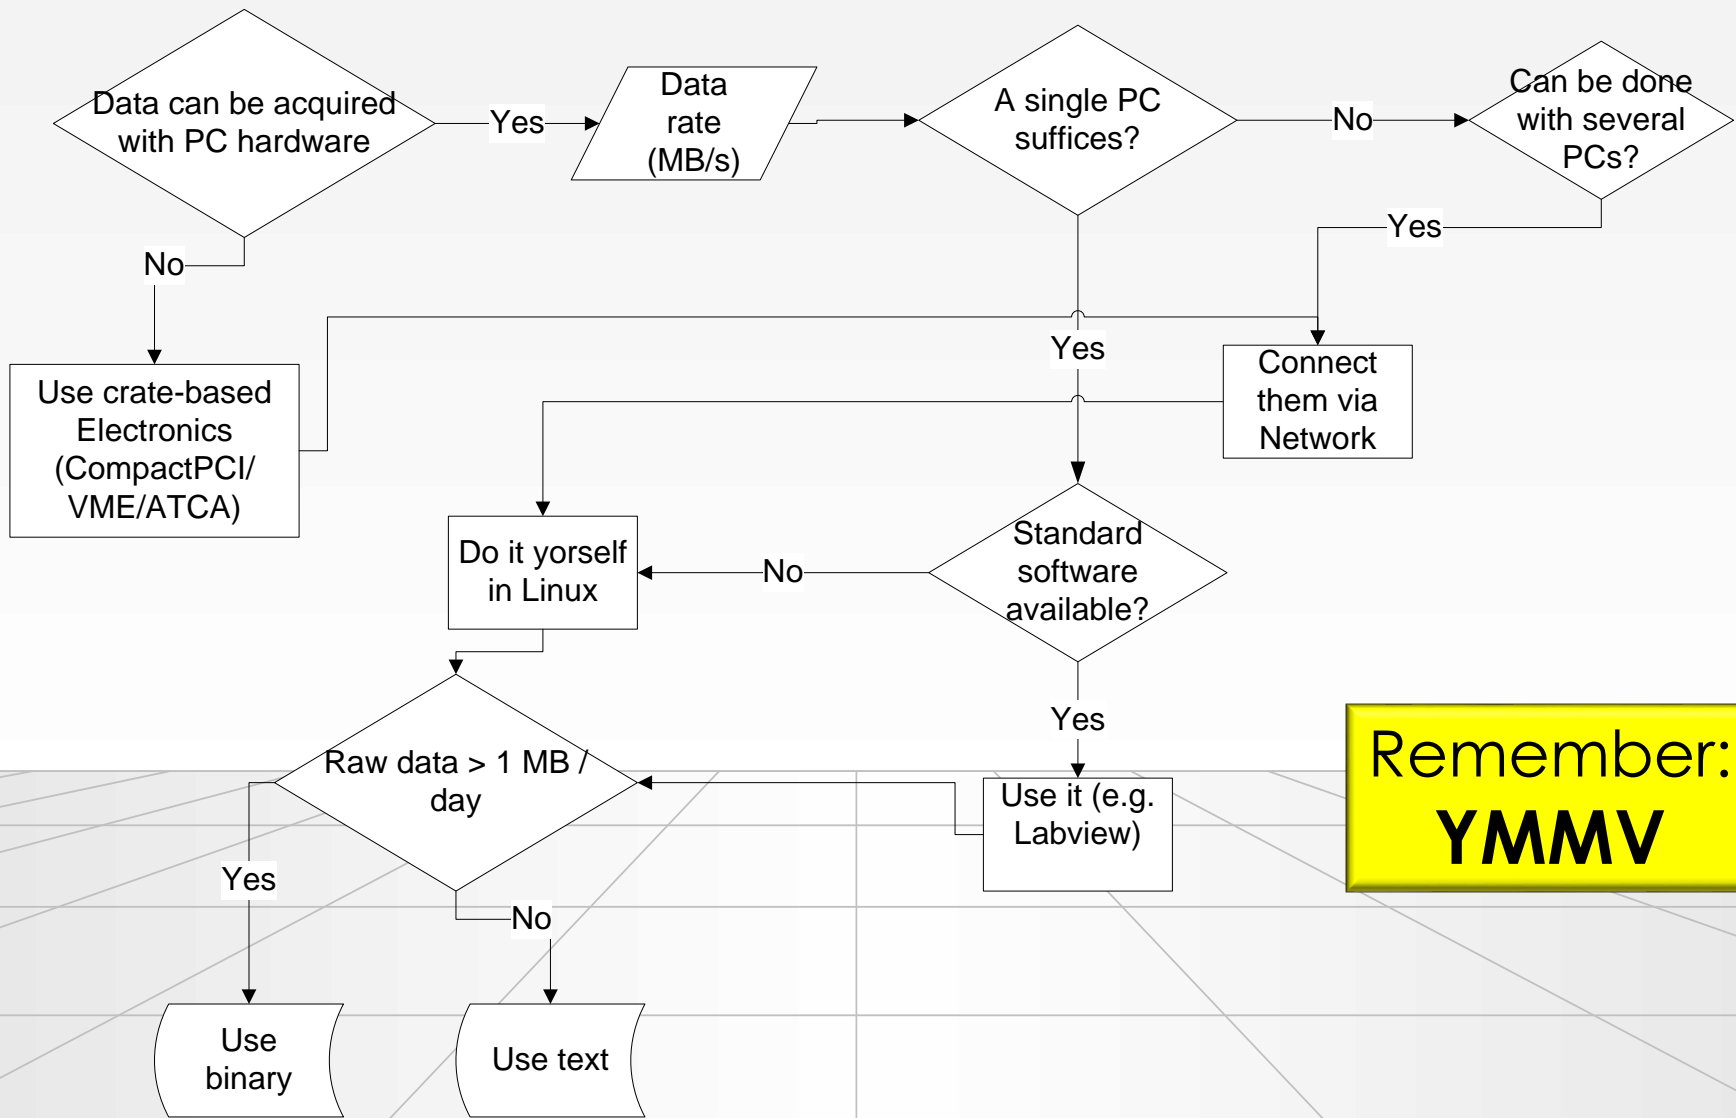 Data can be acquired
with PC hardware
Yes
Data
rate
(MB/s)
A single PC
suffices?
No
Can be done
with several
PCs?
Yes
No
Yes
Use crate-based
Electronics
(CompactPCI/
VME/ATCA)
Connect
them via
Network
Do it yorself
in Linux
No
Standard
software
available?
Yes
Raw data > 1 MB /
day
Use it (e.g.
Labview)
Remember:
YMMV
Yes
No
Use
binary
Use text